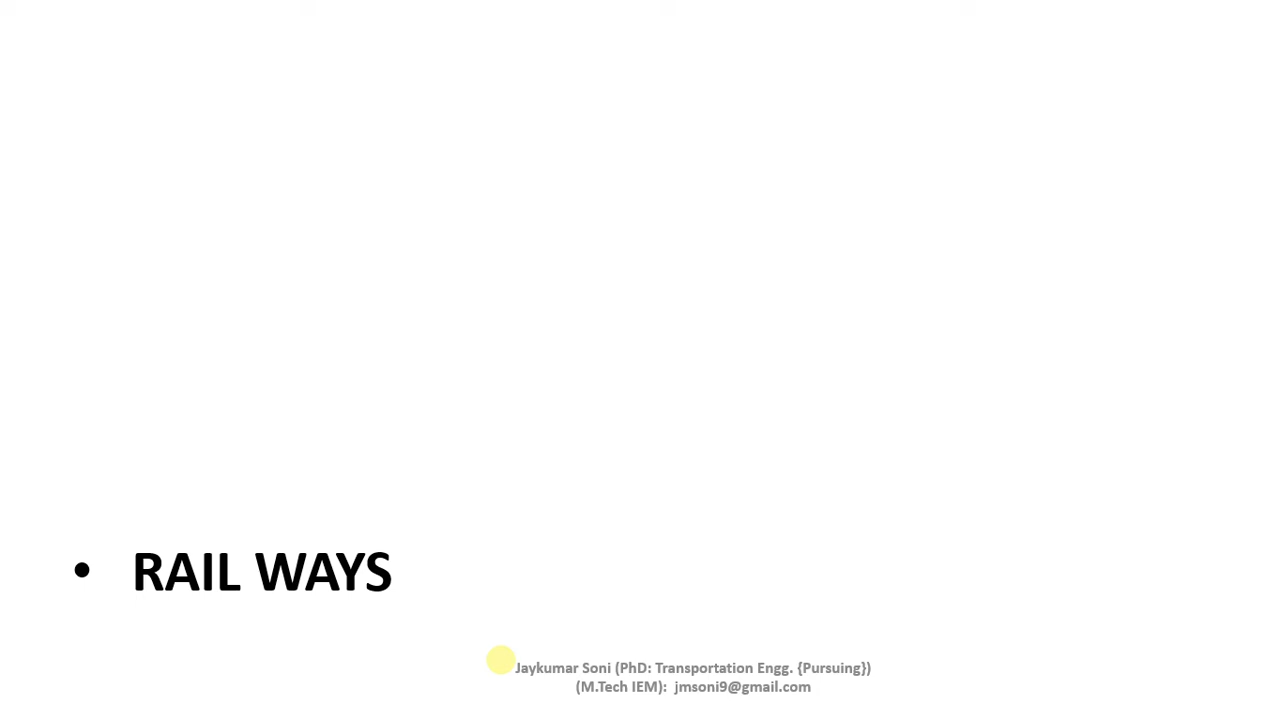 • RAIL WAYS
Jaykumar Soni (PhD: Transportation Engg. {Pursuing})
(M.Tech IEM): jmsoni9@gmail.com